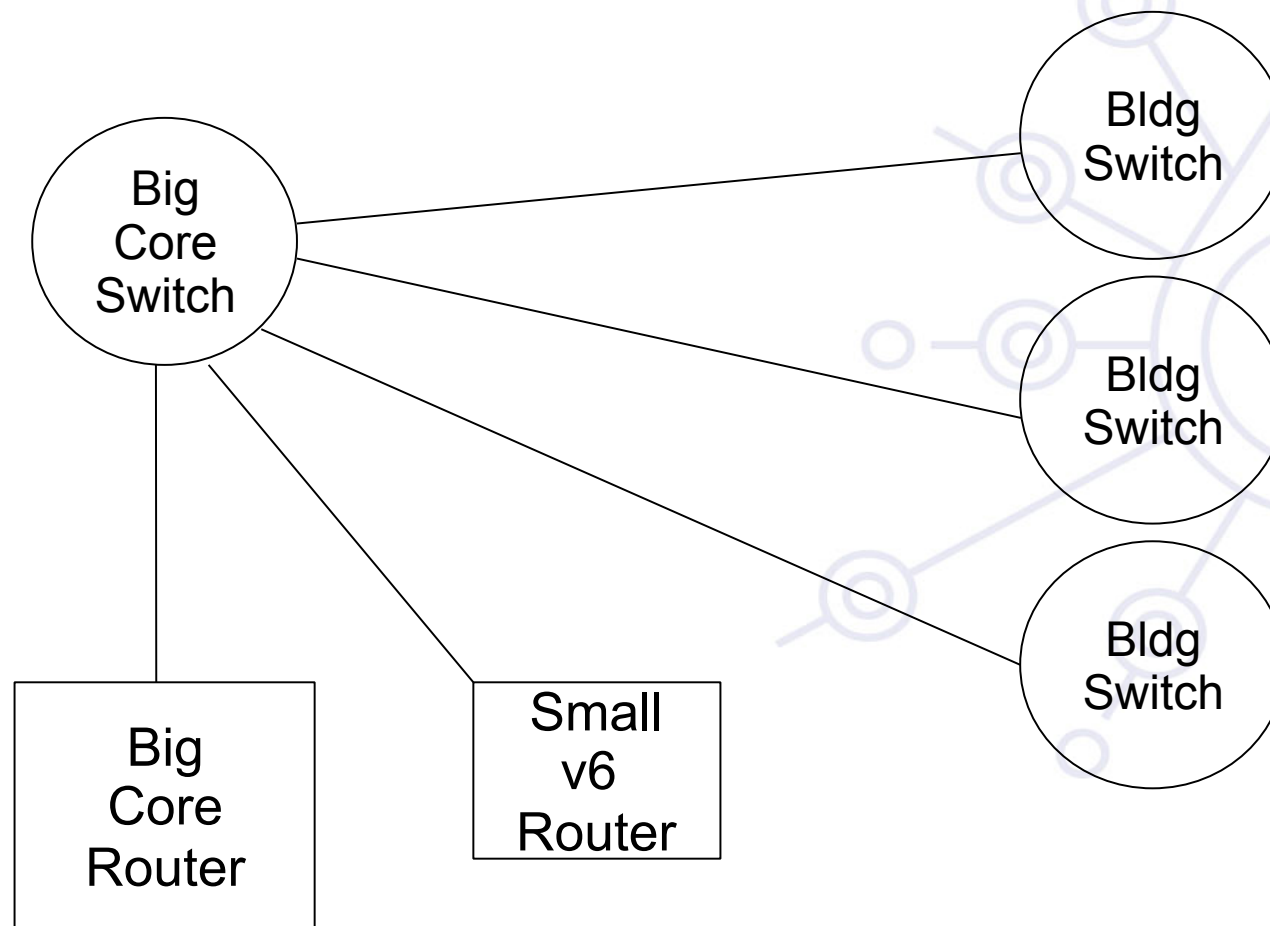 Big
Core
Switch
Bldg
Switch
Bldg
Switch
Bldg
Switch
Big
Core
Router
Small
v6
Router